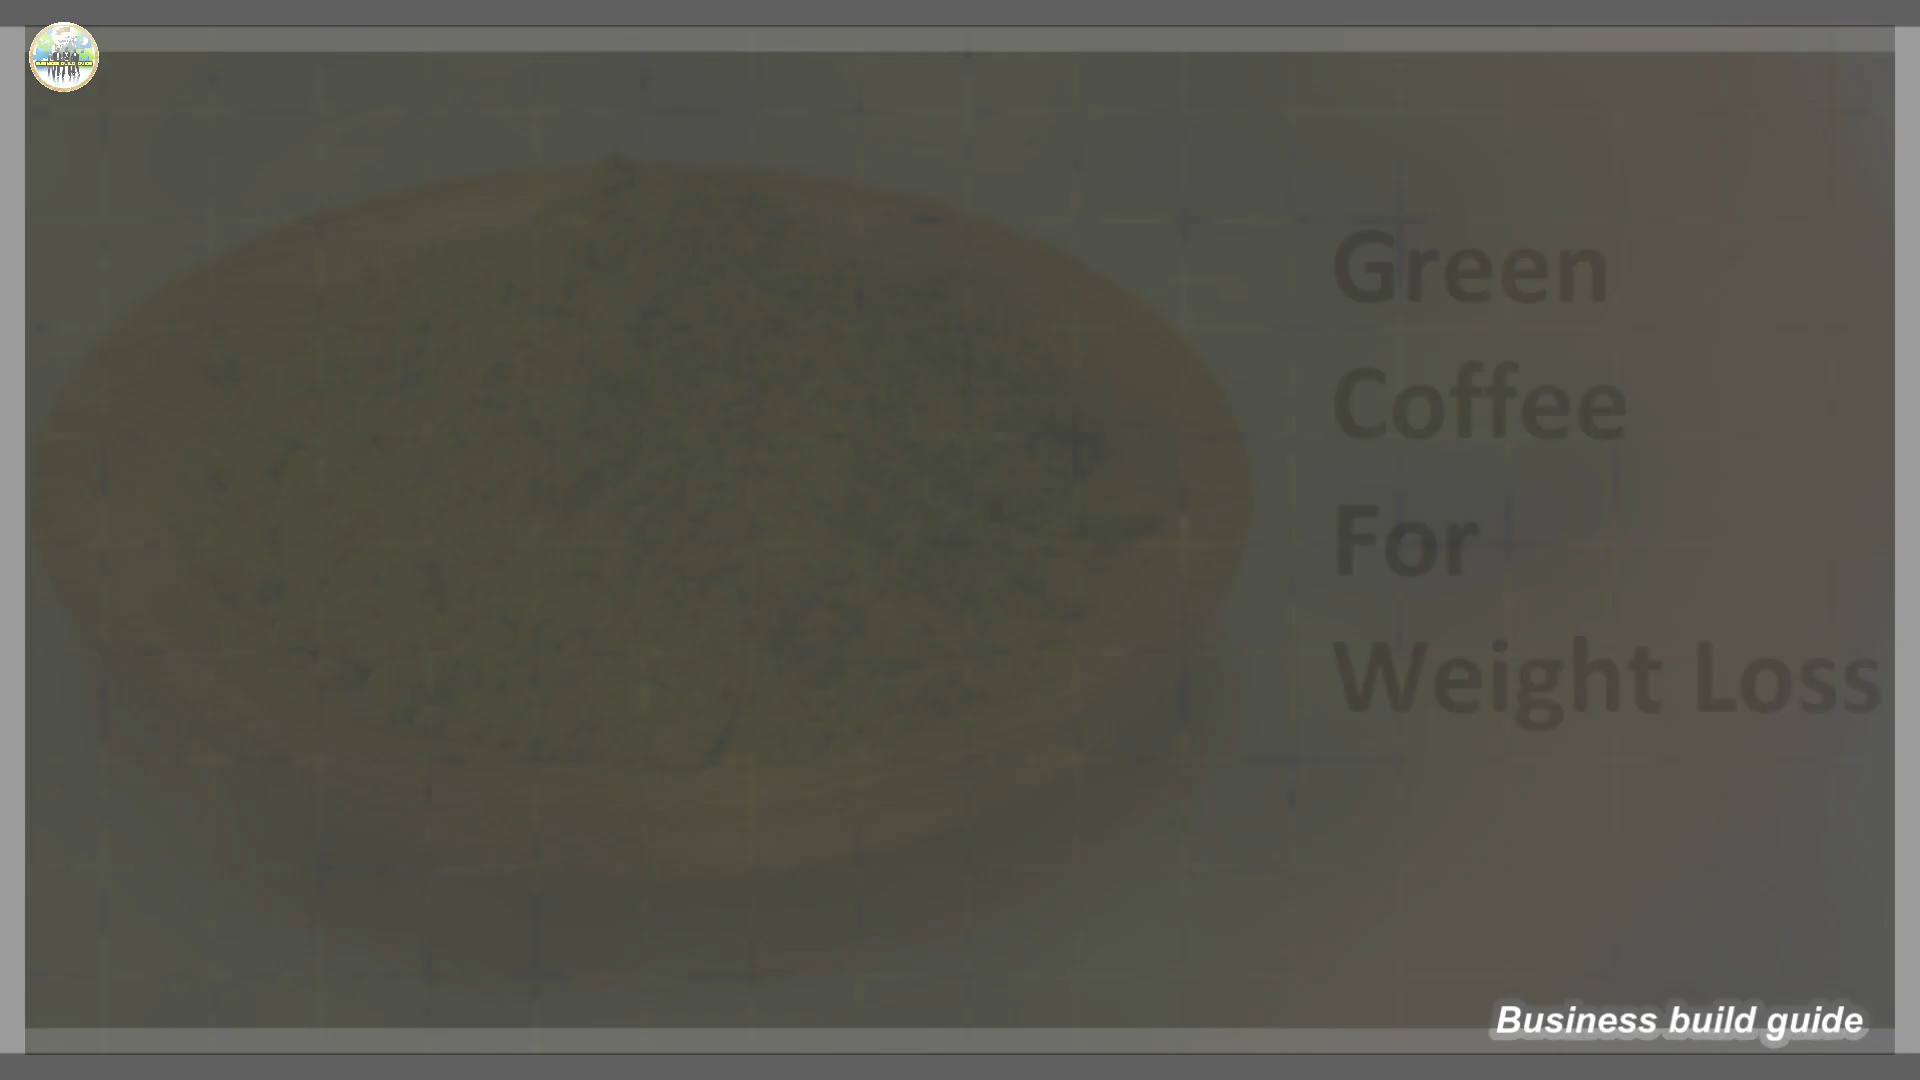 Green
Coffee
For
Weight Loss
Business build guide